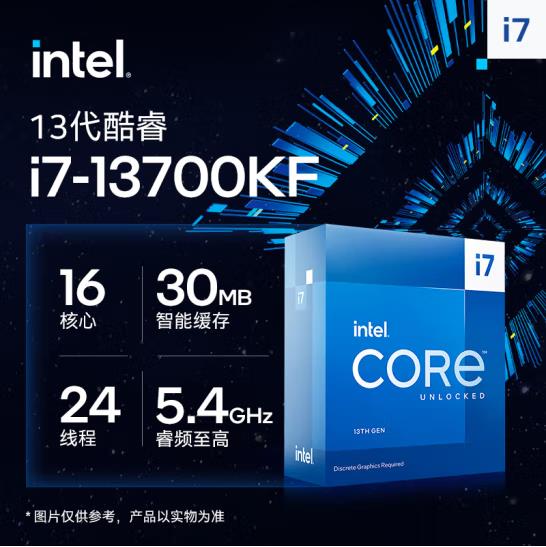 i7
intel.
13代酷睿
i7-13700KF
16
核心
30MB
智能缓存
24
线程
5.4GHz
睿频至高
i7
i7
intel.
CORE™
UNLOCKED
13TH GEN
intel.
Discrete Graphics Required
* 图片仅供参考，产品以实物为准